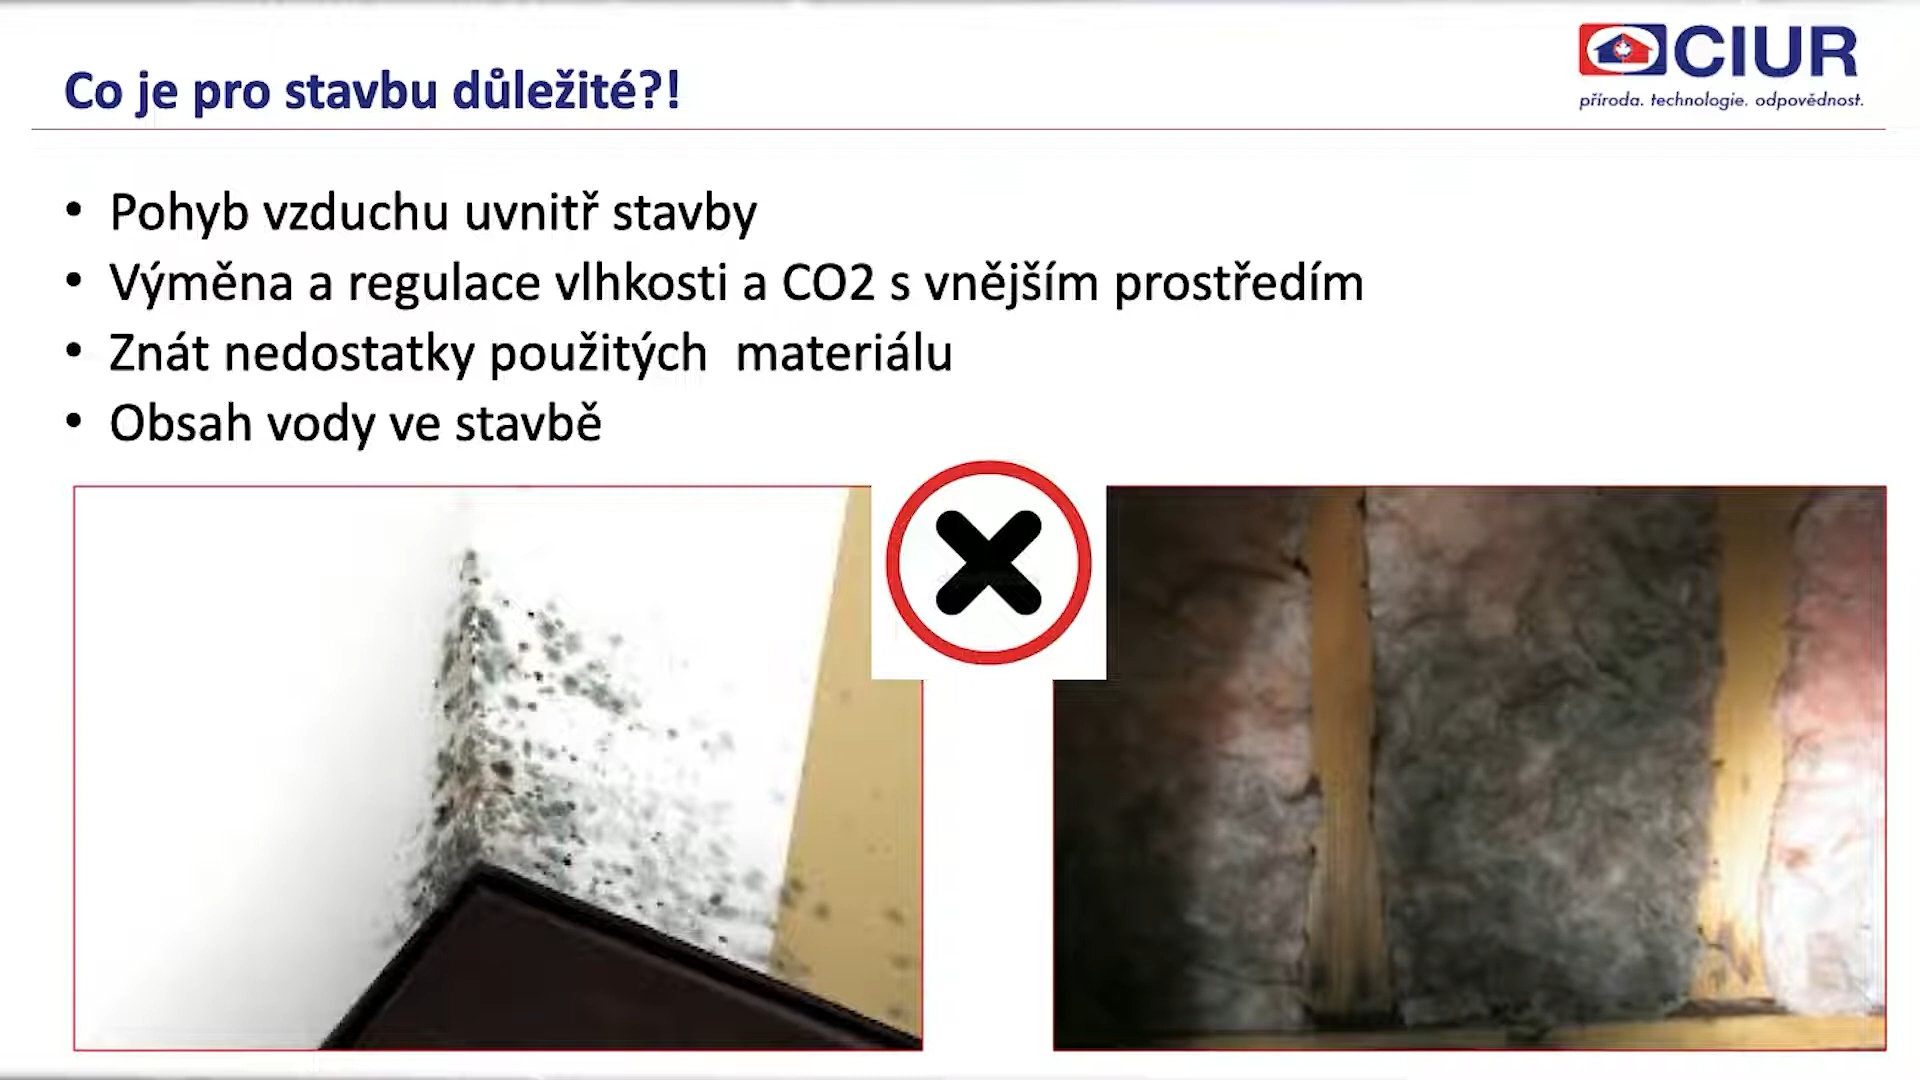 Co je pro stavbu důležité?!
CIUR
příroda. technologie. odpovědnost.
• Pohyb vzduchu uvnitř stavby
• Výměna a regulace vlhkosti a CO2 s vnějším prostředím
• Znát nedostatky použitých  materiálu
• Obsah vody ve stavbě